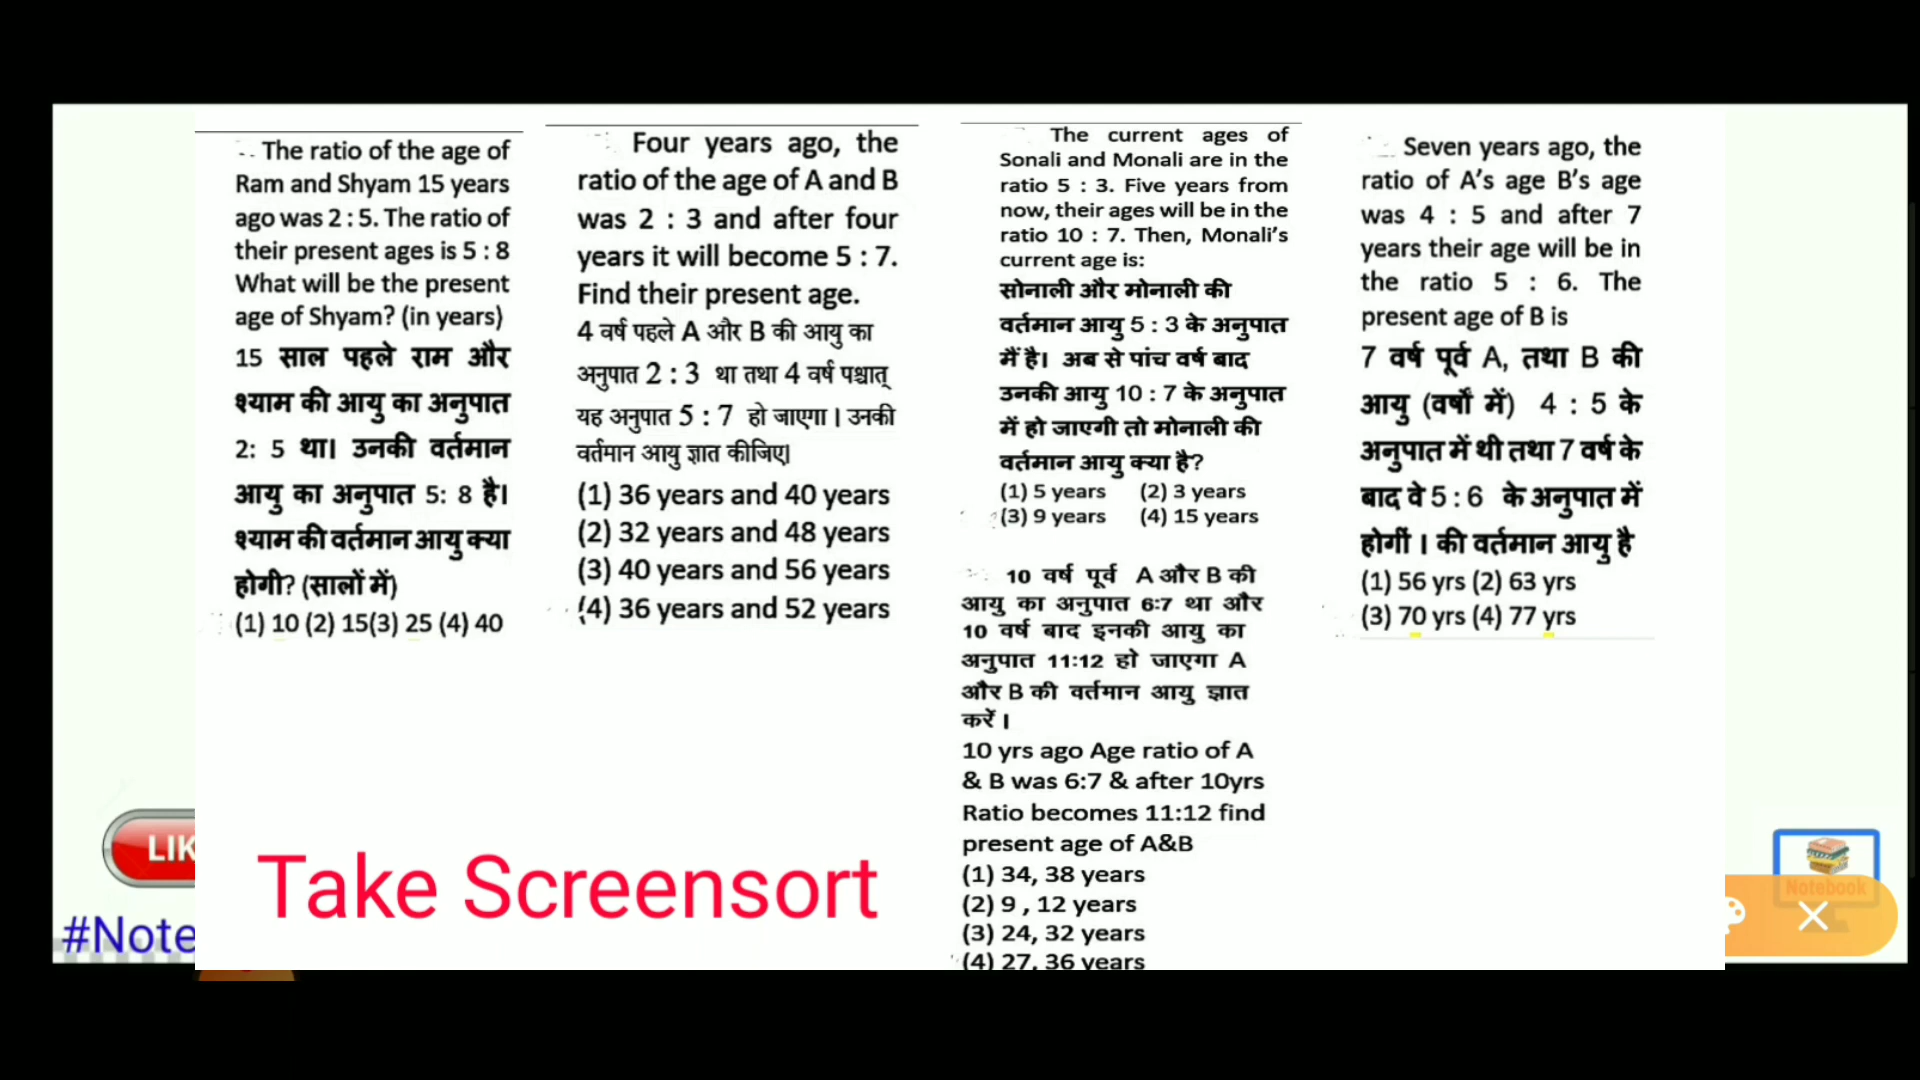 The ratio of the age of
Ram and Shyam 15 years
ago was 2 : 5. The ratio of
their present ages is 5 : 8
What will be the present
age of Shyam? (in years)
15 साल पहले राम और
श्याम की आयु का अनुपात
2: 5 था। उनकी वर्तमान
आयु का अनुपात 5: 8 है।
श्याम की वर्तमान आयु क्या
होगी? (सालों में)
(1) 10 (2) 15(3) 25 (4) 40
Four years ago, the
ratio of the age of A and B
was 2 : 3 and after four
years it will become 5 : 7.
Find their present age.
4 वर्ष पहले A और B की आयु का
अनुपात 2 : 3 था तथा 4 वर्ष पश्चात्
यह अनुपात 5 : 7 हो जाएगा। उनकी
वर्तमान आयु ज्ञात कीजिए।
(1) 36 years and 40 years
(2) 32 years and 48 years
(3) 40 years and 56 years
(4) 36 years and 52 years
The current ages of
Sonali and Monali are in the
ratio 5 : 3. Five years from
now, their ages will be in the
ratio 10 : 7. Then, Monali's
current age is:
सोनाली और मोनाली की
वर्तमान आयु 5 : 3 के अनुपात
मैं है। अब से पांच वर्ष बाद
उनकी आयु 10 : 7 के अनुपात
में हो जाएगी तो मोनाली की
वर्तमान आयु क्या है?
(1) 5 years (2) 3 years
(3) 9 years (4) 15 years
10 वर्ष पूर्व A और B की
आयु का अनुपात 6:7 था और
10 वर्ष बाद इनकी आयु का
अनुपात 11:12 हो जाएगा A
और B की वर्तमान आयु ज्ञात
करें।
10 yrs ago Age ratio of A
& B was 6:7 & after 10yrs
Ratio becomes 11:12 find
present age of A&B
(1) 34, 38 years
(2) 9 , 12 years
(3) 24, 32 years
(4) 27, 36 years
Seven years ago, the
ratio of A's age B's age
was 4 : 5 and after 7
years their age will be in
the ratio 5 : 6. The
present age of B is
7 वर्ष पूर्व A, तथा B की
आयु (वर्षों में) 4 : 5 के
अनुपात में थी तथा 7 वर्ष के
बाद वे 5 : 6 के अनुपात में
होगीं । की वर्तमान आयु है
(1) 56 yrs (2) 63 yrs
(3) 70 yrs (4) 77 yrs
LIK
Take Screensort
#Note
Notebook